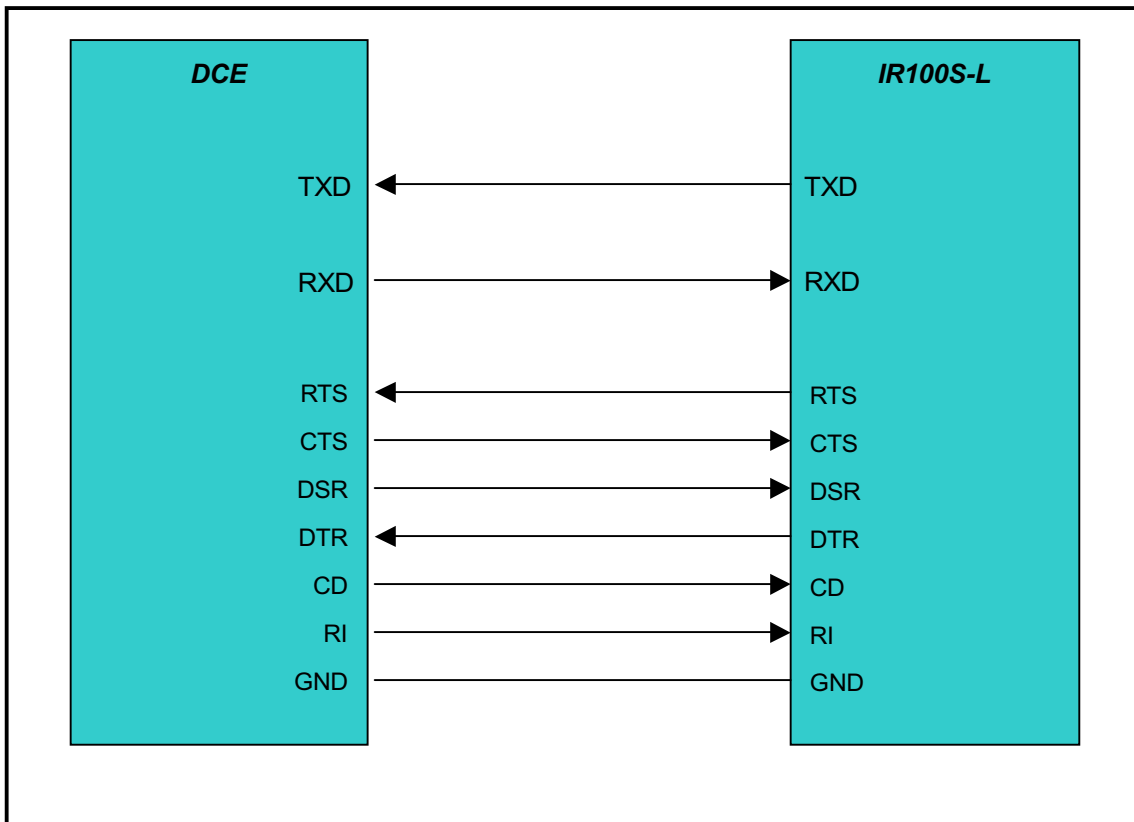 DCE IR100S-L
TXD TXD
RXD RXD
RTS RTS
CTS CTS
DSR DSR
DTR DTR
CD CD
RI RI
GND GND